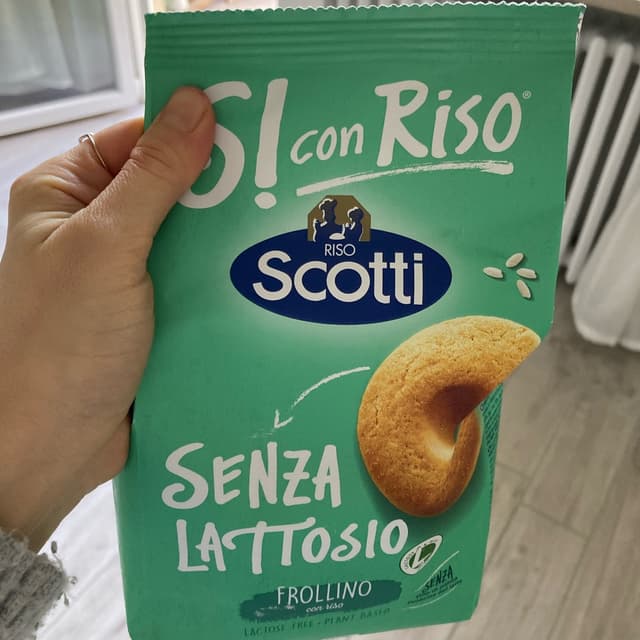 SÌ! con RISO®
RISO
Scotti
SENZA
LATTOSIO
FROLLINO
con riso
LACTOSE FREE • PLANT BASED
SENZA